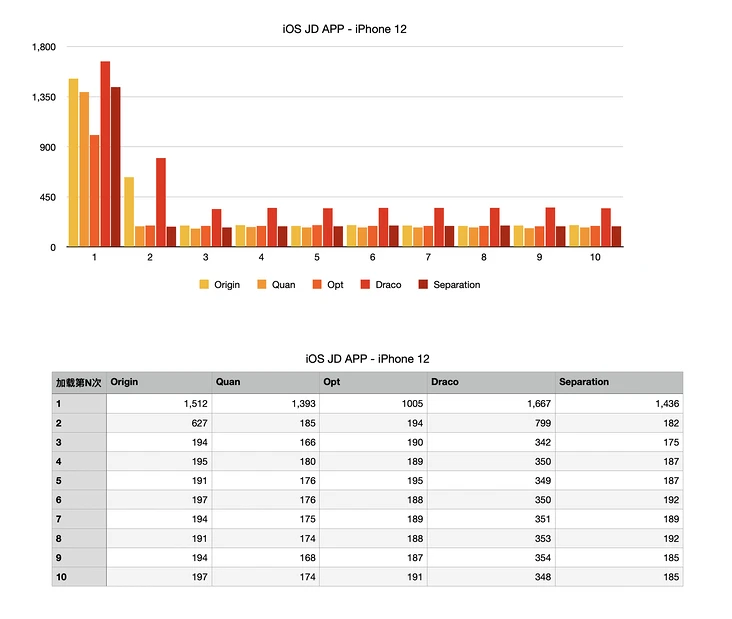 iOS JD APP - iPhone 12
1,800
1,350
900
450
0
1 2 3 4 5 6 7 8 9 10
Origin Quan Opt Draco Separation
iOS JD APP - iPhone 12
加载第N次 Origin Quan Opt Draco Separation
1 1,512 1,393 1005 1,667 1,436
2 627 185 194 799 182
3 194 166 190 342 175
4 195 180 189 350 187
5 191 176 195 349 187
6 197 176 188 350 192
7 194 175 189 351 189
8 191 174 188 353 192
9 194 168 187 354 185
10 197 174 191 348 185